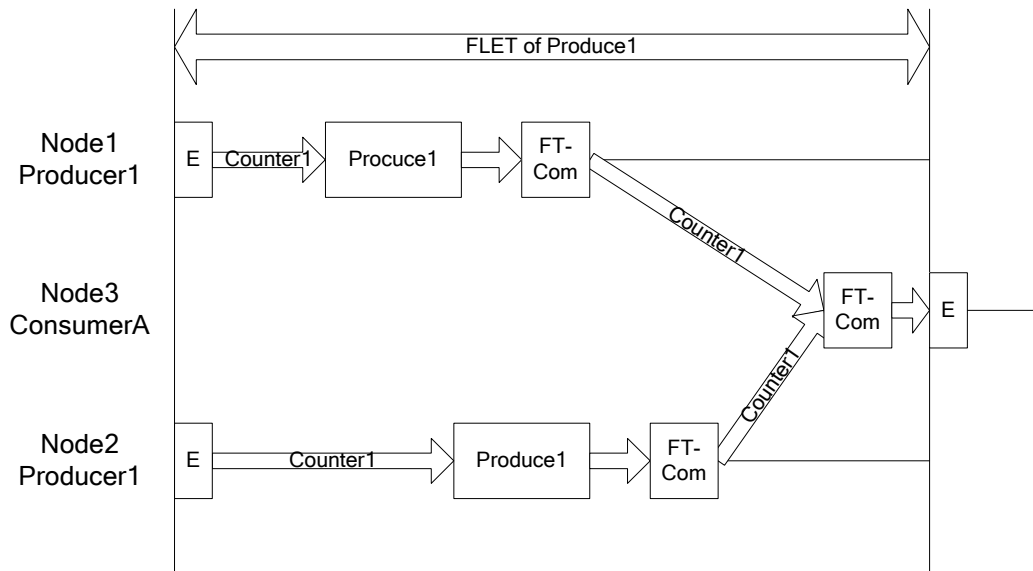 FLET of Produce1
Node1
Producer1
E
Counter1
Procuce1
FT-
Com
Counter1
Node3
ConsumerA
FT-
Com
E
Counter1
Node2
Producer1
E
Counter1
Produce1
FT-
Com